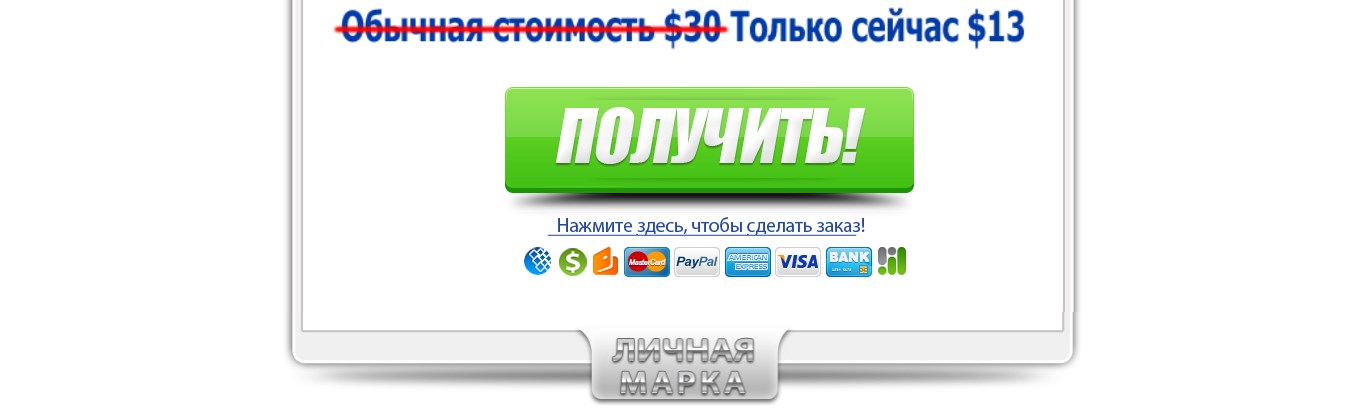 Обычная стоимость $30 Только сейчас $13
ПОЛУЧИТЬ!
Нажмите здесь, чтобы сделать заказ!
$ MasterCard PayPal AMERICAN EXPRESS VISA BANK
ЛИЧНАЯ
МАРКА